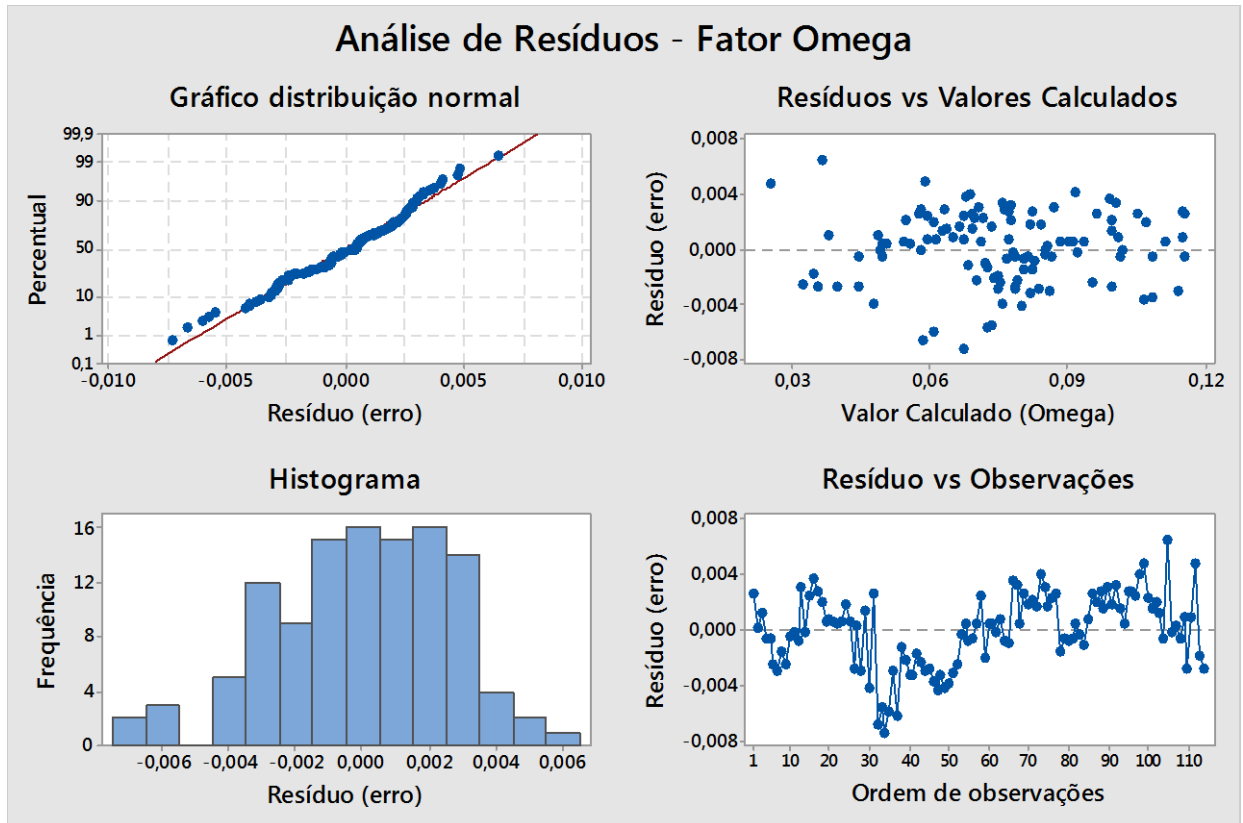 Análise de Resíduos - Fator Omega
Gráfico distribuição normal
Percentual
99,9
99
90
50
10
1
0,1
-0,010 -0,005 0,000 0,005 0,010
Resíduo (erro)
Resíduos vs Valores Calculados
Resíduo (erro)
0,008
0,004
0,000
-0,004
-0,008
0,03 0,06 0,09 0,12
Valor Calculado (Omega)
Histograma
Frequência
16
12
8
4
0
-0,006 -0,004 -0,002 0,000 0,002 0,004 0,006
Resíduo (erro)
Resíduo vs Observações
Resíduo (erro)
0,008
0,004
0,000
-0,004
-0,008
1 10 20 30 40 50 60 70 80 90 100 110
Ordem de observações